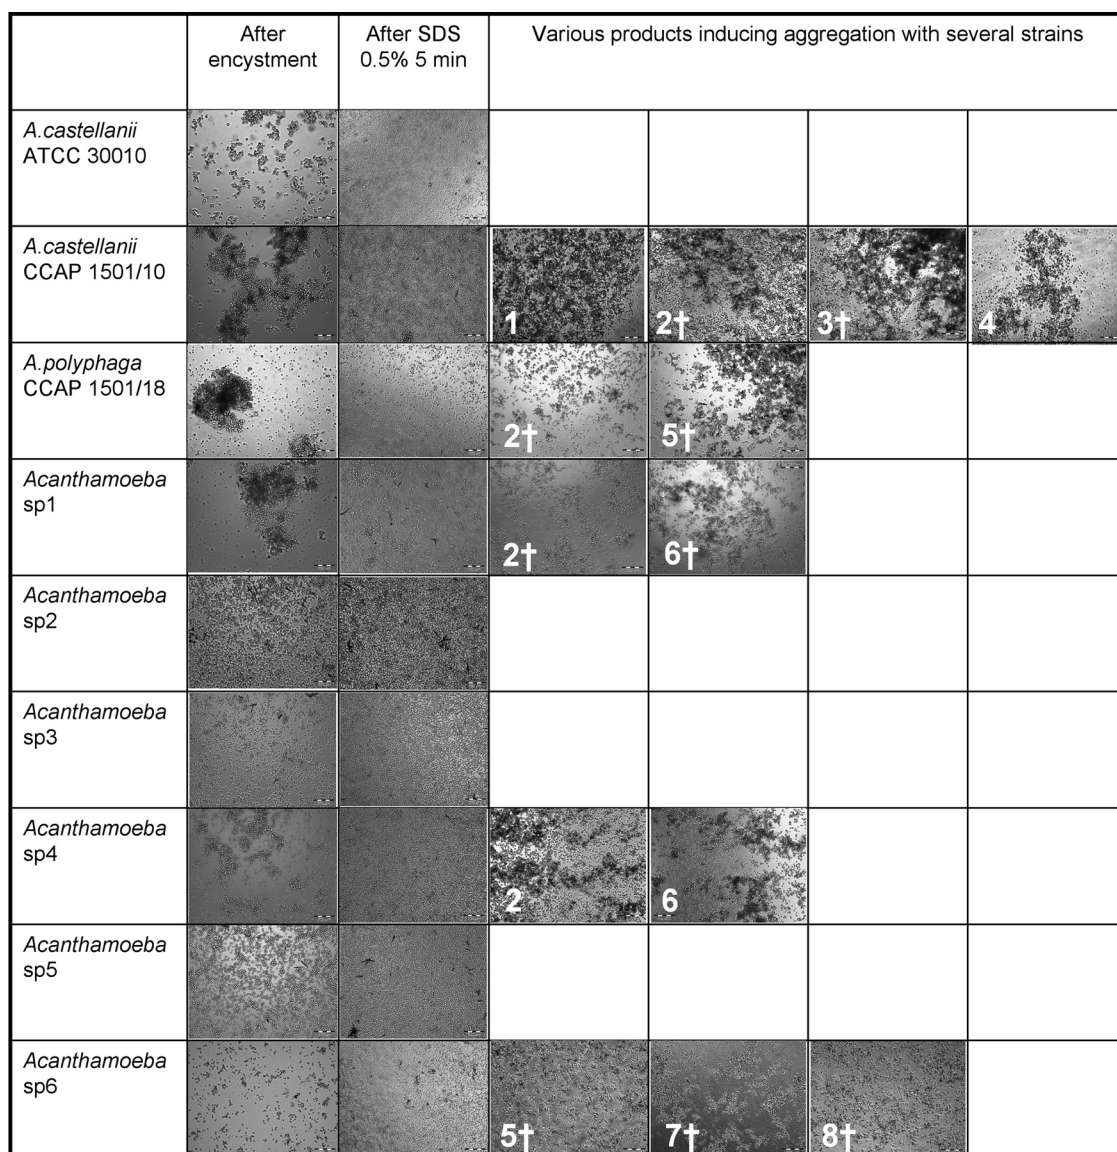 After
encystment
After SDS
0.5% 5 min
Various products inducing aggregation with several strains
A.castellanii
ATCC 30010
A.castellanii
CCAP 1501/10
1
2†
3†
4
A.polyphaga
CCAP 1501/18
2†
5†
Acanthamoeba
sp1
2†
6†
Acanthamoeba
sp2
Acanthamoeba
sp3
Acanthamoeba
sp4
2
6
Acanthamoeba
sp5
Acanthamoeba
sp6
5†
7†
8†